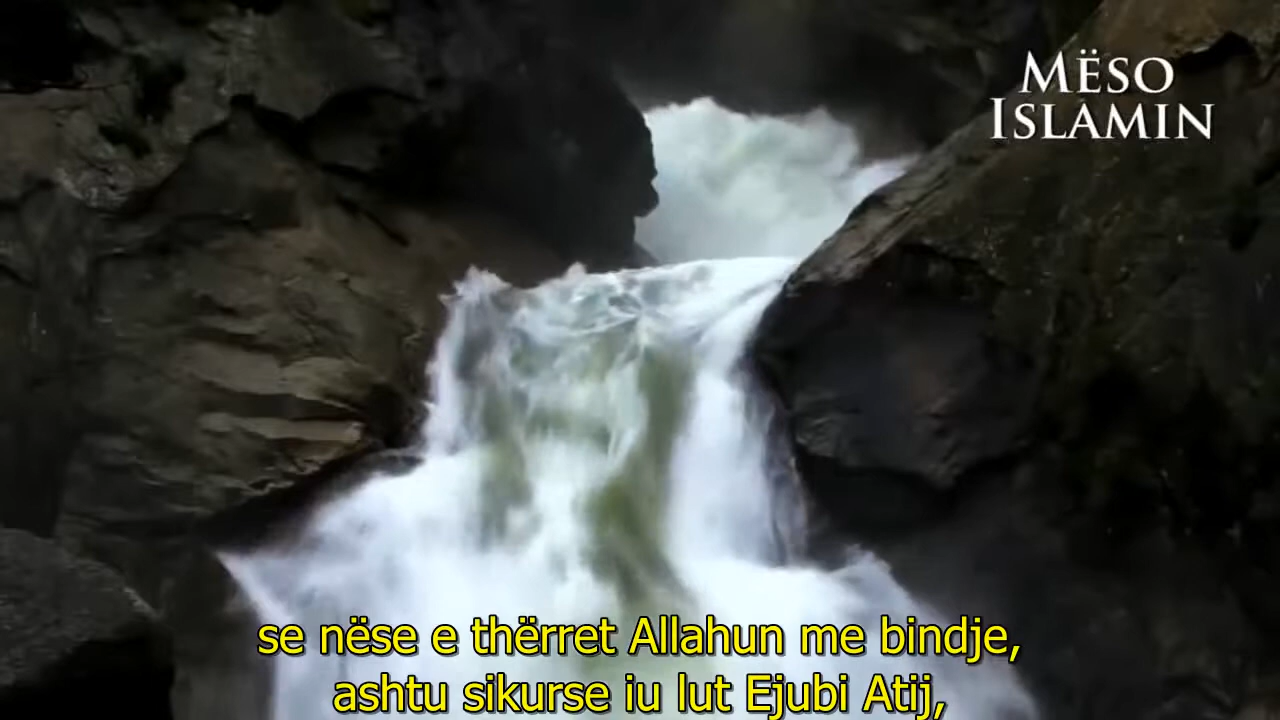 MËSO
ISLAMIN
se nëse e thërret Allahun me bindje,
ashtu sikurse iu lut Ejubi Atij,